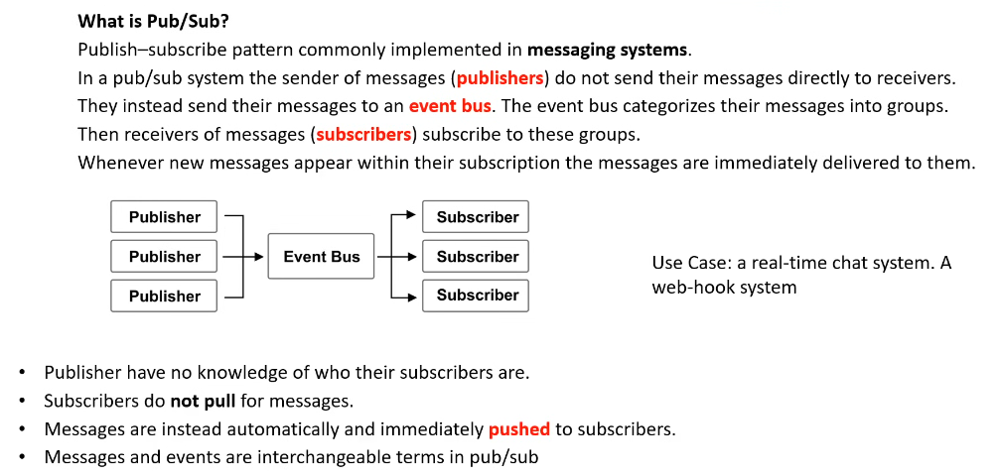 What is Pub/Sub?
Publish–subscribe pattern commonly implemented in messaging systems.
In a pub/sub system the sender of messages (publishers) do not send their messages directly to receivers.
They instead send their messages to an event bus. The event bus categorizes their messages into groups.
Then receivers of messages (subscribers) subscribe to these groups.
Whenever new messages appear within their subscription the messages are immediately delivered to them.
Publisher
Publisher
Publisher
Event Bus
Subscriber
Subscriber
Subscriber
Use Case: a real-time chat system. A
web-hook system
• Publisher have no knowledge of who their subscribers are.
• Subscribers do not pull for messages.
• Messages are instead automatically and immediately pushed to subscribers.
• Messages and events are interchangeable terms in pub/sub